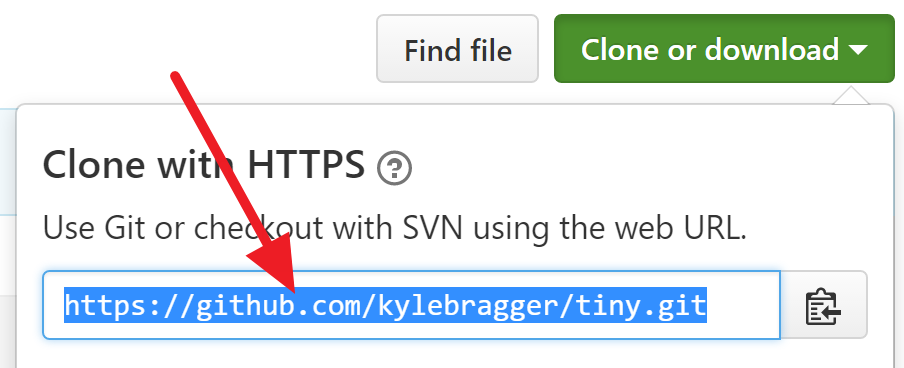 Find file
Clone or download
Clone with HTTPS
Use Git or checkout with SVN using the web URL.
https://github.com/kylebragger/tiny.git